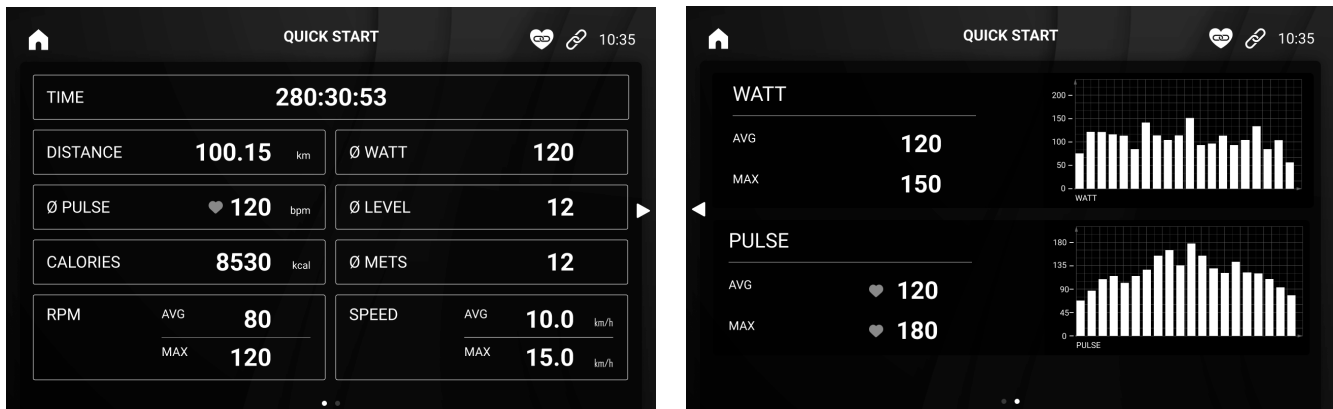 QUICK START
10:35
TIME 280:30:53
DISTANCE 100.15 km
Ø WATT 120
Ø PULSE 120 bpm
Ø LEVEL 12
CALORIES 8530 kcal
Ø METS 12
RPM AVG 80
MAX 120
SPEED AVG 10.0 km/h
MAX 15.0 km/h
QUICK START
10:35
WATT
AVG 120
MAX 150
200
150
100
50
0
WATT
PULSE
AVG 120
MAX 180
180
135
90
45
0
PULSE